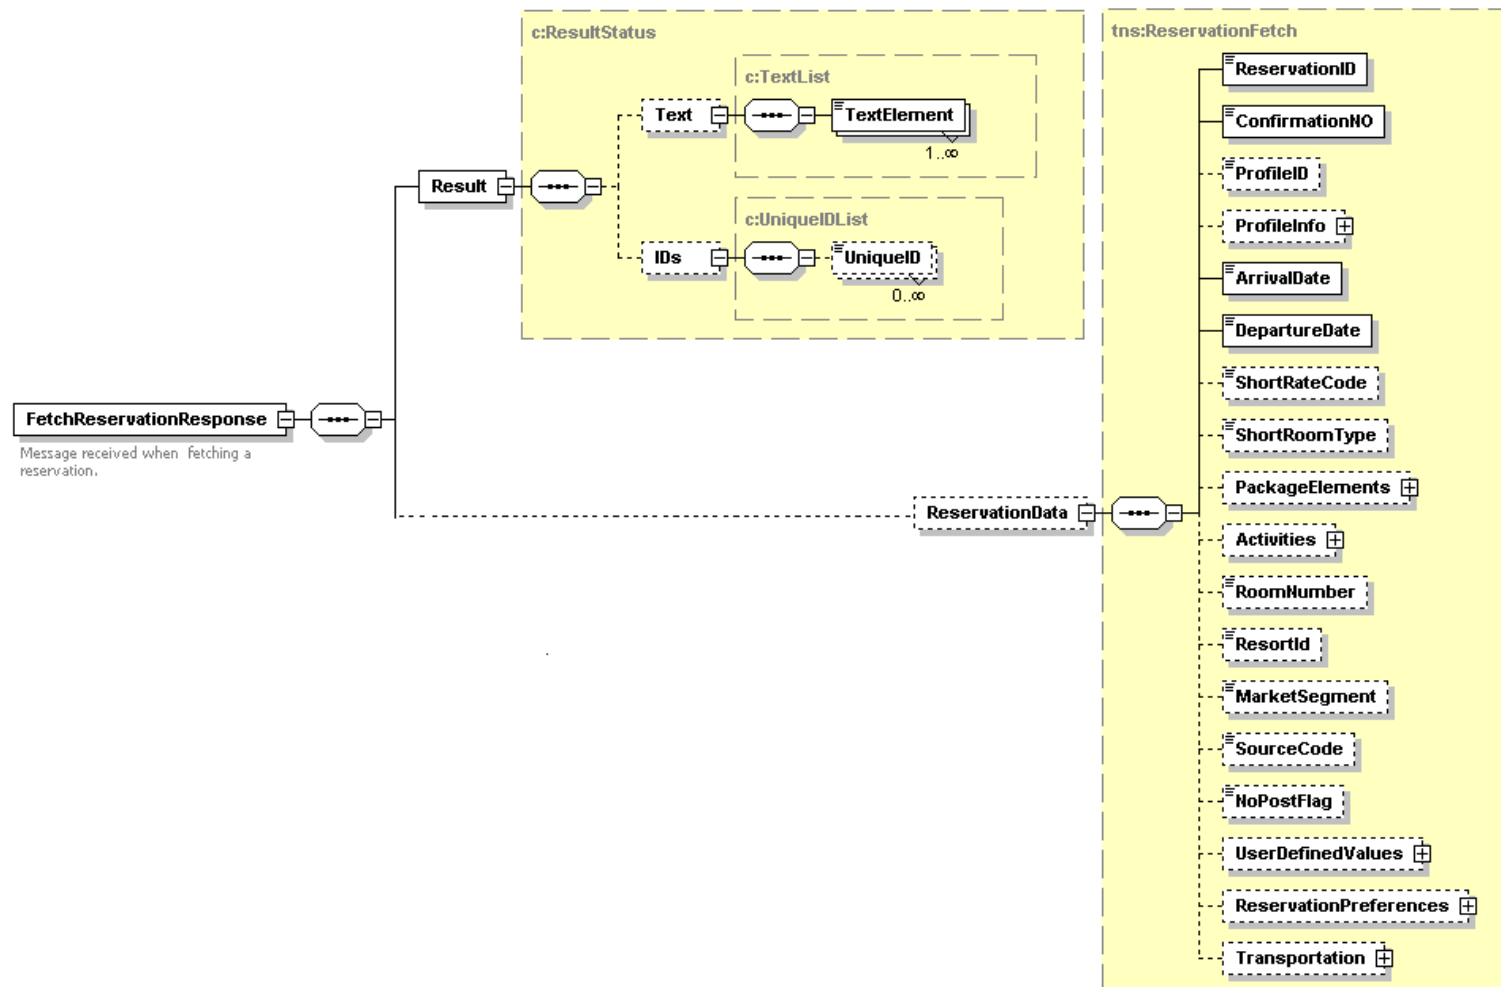 c:ResultStatus
c:TextList
Text
TextElement
1..∞
Result
c:UniqueIDList
IDs
UniqueID
0..∞
FetchReservationResponse
Message received when fetching a
reservation.
ReservationData
tns:ReservationFetch
ReservationID
ConfirmationNO
ProfileID
ProfileInfo
ArrivalDate
DepartureDate
ShortRateCode
ShortRoomType
PackageElements
Activities
RoomNumber
ResortId
MarketSegment
SourceCode
NoPostFlag
UserDefinedValues
ReservationPreferences
Transportation